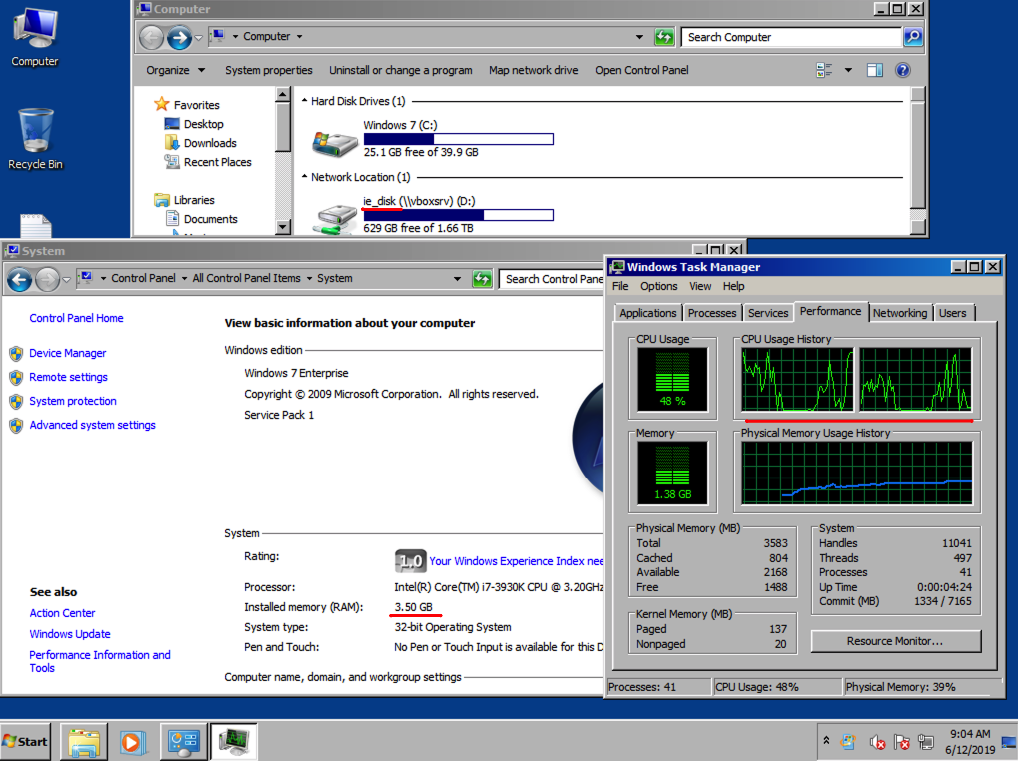 Computer
Recycle Bin
Computer
Computer
Search Computer
Organize
System properties
Uninstall or change a program
Map network drive
Open Control Panel
Favorites
Desktop
Downloads
Recent Places
Libraries
Documents
Hard Disk Drives (1)
Windows 7 (C:)
25.1 GB free of 39.9 GB
Network Location (1)
ie_disk (\\vboxsrv) (D:)
629 GB free of 1.66 TB
System
Control Panel
All Control Panel Items
System
Search Control Pane
Control Panel Home
Device Manager
Remote settings
System protection
Advanced system settings
See also
Action Center
Windows Update
Performance Information and
Tools
View basic information about your computer
Windows edition
Windows 7 Enterprise
Copyright © 2009 Microsoft Corporation.  All rights reserved.
Service Pack 1
System
Rating:
1.0 Your Windows Experience Index nee
Processor: Intel(R) Core(TM) i7-3930K CPU @ 3.20GHz
Installed memory (RAM): 3.50 GB
System type: 32-bit Operating System
Pen and Touch: No Pen or Touch Input is available for this D
Computer name, domain, and workgroup settings
Windows Task Manager
File Options View Help
Applications Processes Services Performance Networking Users
CPU Usage
48 %
CPU Usage History
Memory
1.38 GB
Physical Memory Usage History
Physical Memory (MB)
Total 3583
Cached 804
Available 2168
Free 1488
Kernel Memory (MB)
Paged 137
Nonpaged 20
System
Handles 11041
Threads 497
Processes 41
Up Time 0:00:04:24
Commit (MB) 1334 / 7165
Resource Monitor...
Processes: 41 CPU Usage: 48% Physical Memory: 39%
Start
9:04 AM
6/12/2019